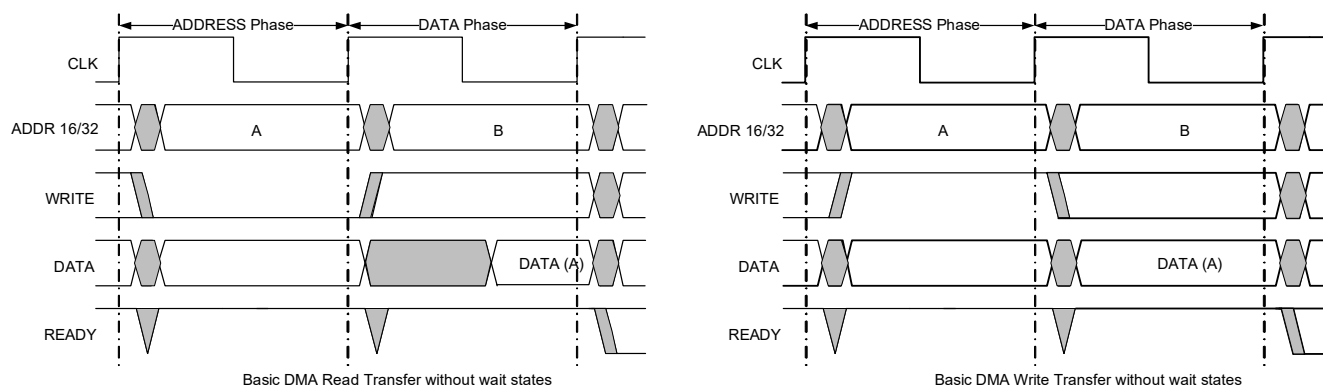 ADDRESS Phase
DATA Phase
CLK
ADDR 16/32
A
B
WRITE
DATA
DATA (A)
READY
Basic DMA Read Transfer without wait states
ADDRESS Phase
DATA Phase
CLK
ADDR 16/32
A
B
WRITE
DATA
DATA (A)
READY
Basic DMA Write Transfer without wait states